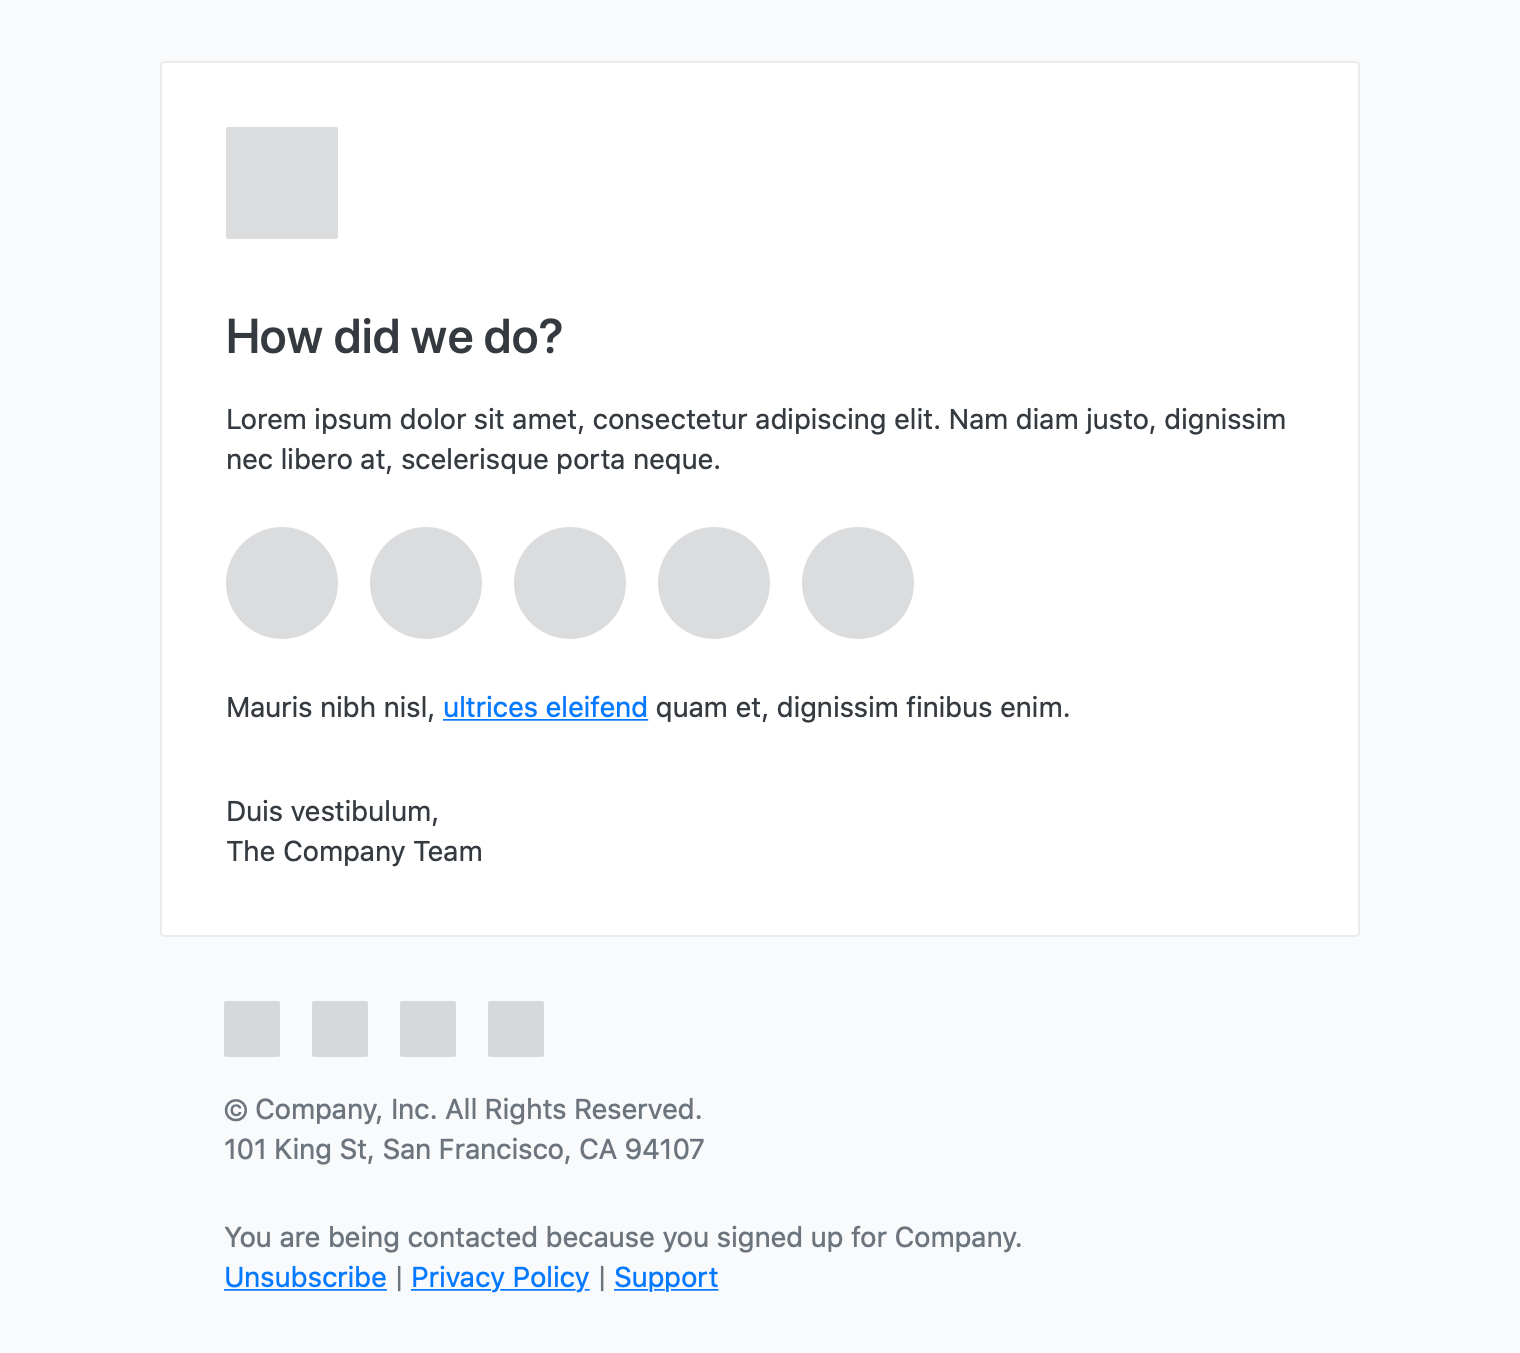 How did we do?
Lorem ipsum dolor sit amet, consectetur adipiscing elit. Nam diam justo, dignissim
nec libero at, scelerisque porta neque.
Mauris nibh nisl, ultrices eleifend quam et, dignissim finibus enim.
Duis vestibulum,
The Company Team
© Company, Inc. All Rights Reserved.
101 King St, San Francisco, CA 94107
You are being contacted because you signed up for Company.
Unsubscribe | Privacy Policy | Support